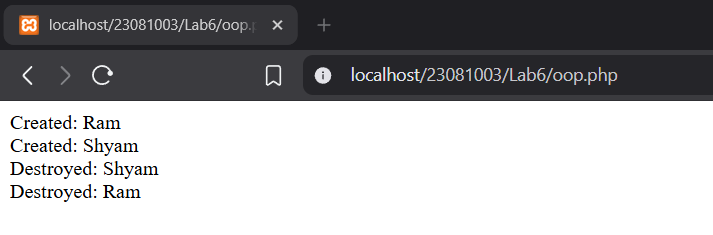 localhost/23081003/Lab6/oop.p
localhost/23081003/Lab6/oop.php
Created: Ram
Created: Shyam
Destroyed: Shyam
Destroyed: Ram